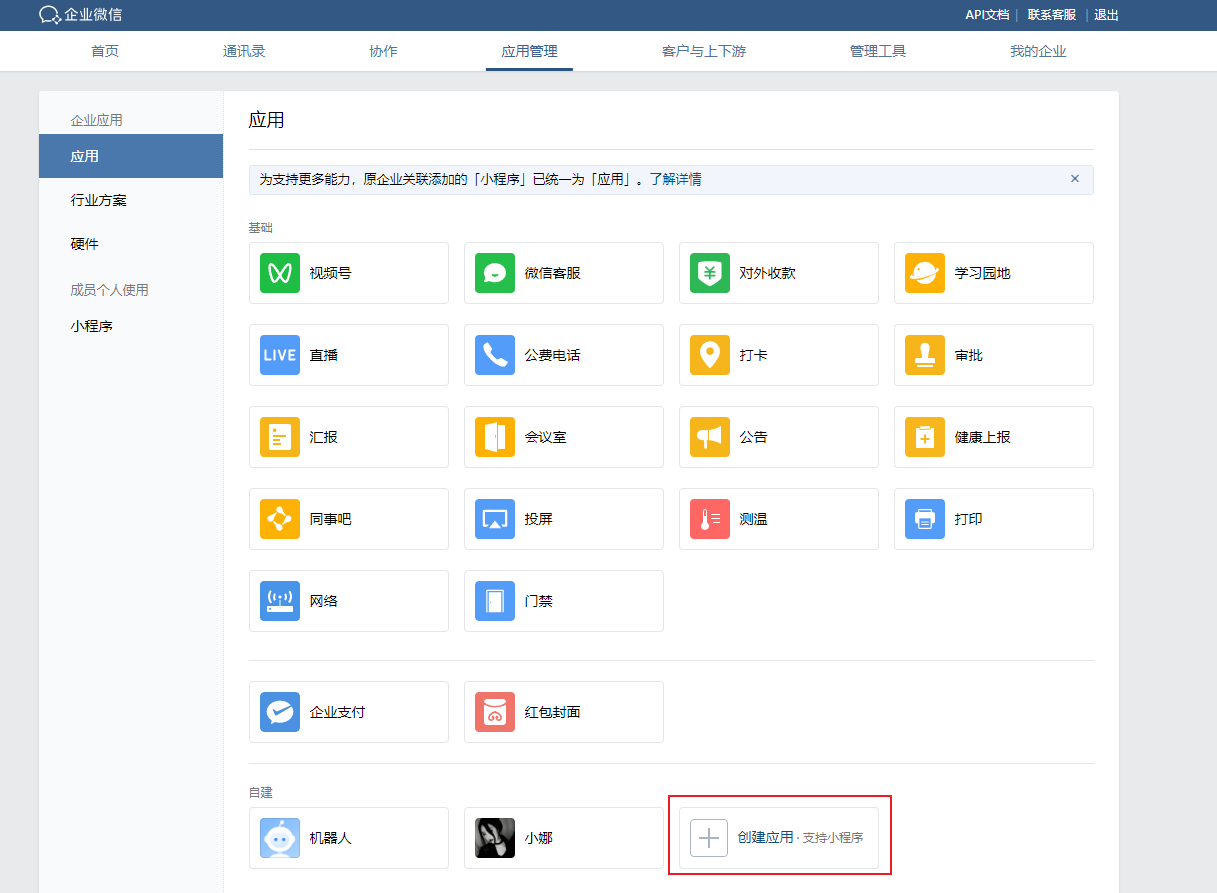 企业微信
API文档 | 联系客服 | 退出
首页 通讯录 协作 应用管理 客户与上下游 管理工具 我的企业
企业应用
应用
行业方案
硬件
成员个人使用
小程序
应用
为支持更多能力，原企业关联添加的「小程序」已统一为「应用」。了解详情
基础
视频号 微信客服 对外收款 学习园地
LIVE 直播 公费电话 打卡 审批
汇报 会议室 公告 健康上报
同事吧 投屏 测温 打印
网络 门禁
企业支付 红包封面
自建
机器人 小娜 创建应用 · 支持小程序